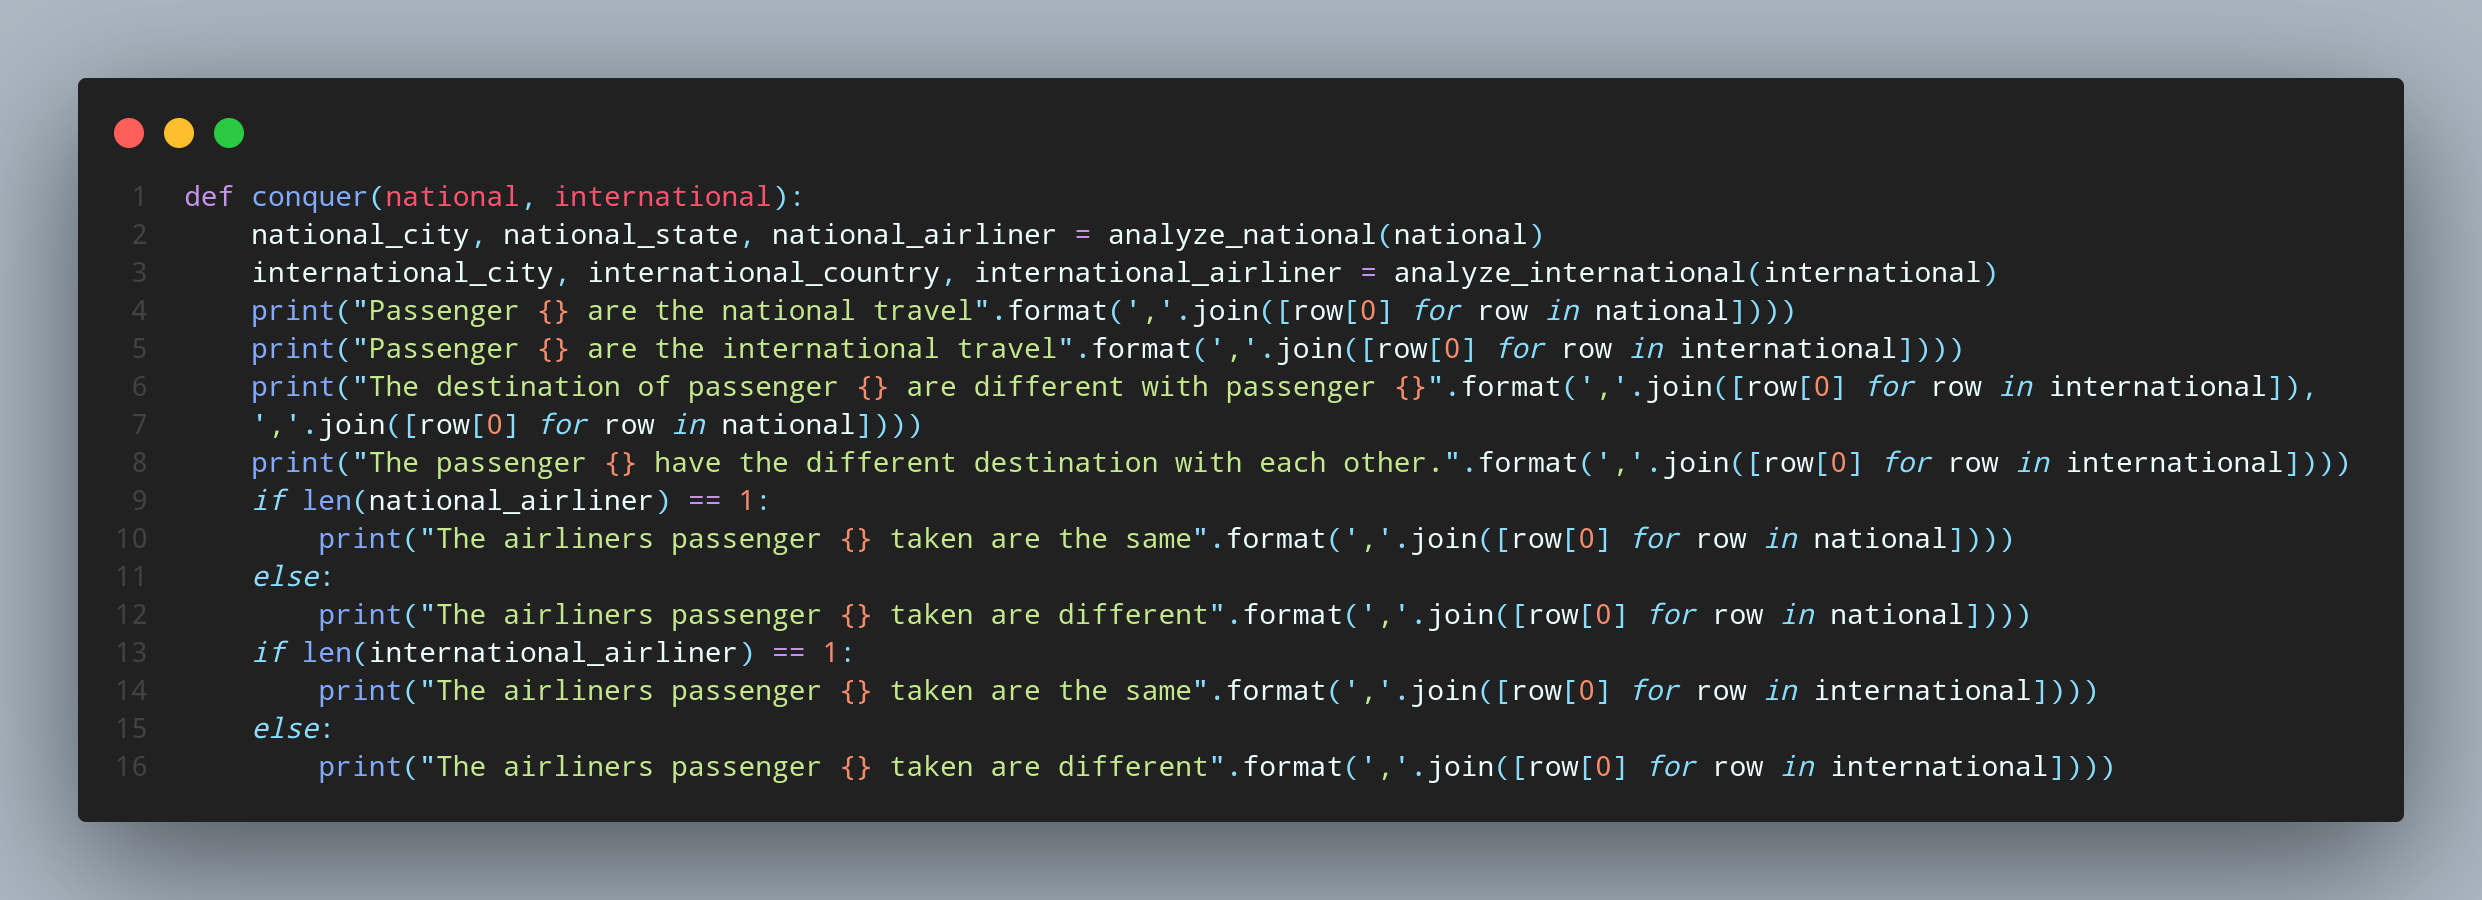 1 def conquer(national, international):
2     national_city, national_state, national_airliner = analyze_national(national)
3     international_city, international_country, international_airliner = analyze_international(international)
4     print("Passenger {} are the national travel".format(','.join([row[0] for row in national])))
5     print("Passenger {} are the international travel".format(','.join([row[0] for row in international])))
6     print("The destination of passenger {} are different with passenger {}".format(','.join([row[0] for row in international]),
7     ','.join([row[0] for row in national])))
8     print("The passenger {} have the different destination with each other.".format(','.join([row[0] for row in international])))
9     if len(national_airliner) == 1:
10         print("The airliners passenger {} taken are the same".format(','.join([row[0] for row in national])))
11     else:
12         print("The airliners passenger {} taken are different".format(','.join([row[0] for row in national])))
13     if len(international_airliner) == 1:
14         print("The airliners passenger {} taken are the same".format(','.join([row[0] for row in international])))
15     else:
16         print("The airliners passenger {} taken are different".format(','.join([row[0] for row in international])))